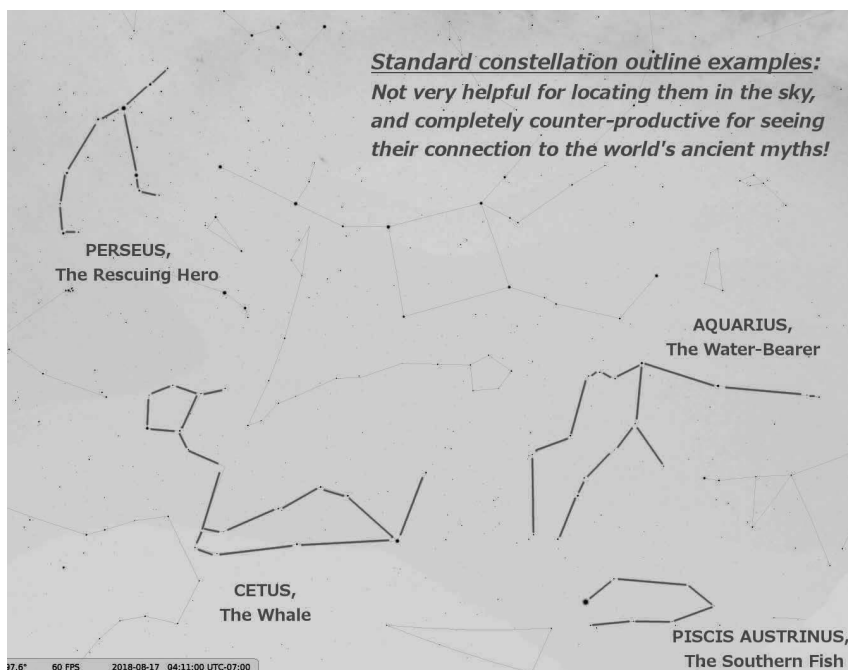 Standard constellation outline examples:
Not very helpful for locating them in the sky,
and completely counter-productive for seeing
their connection to the world's ancient myths!
PERSEUS,
The Rescuing Hero
AQUARIUS,
The Water-Bearer
CETUS,
The Whale
PISCIS AUSTRINUS,
The Southern Fish
97.6° 60 FPS 2018-08-17 04:11:00 UTC-07:00